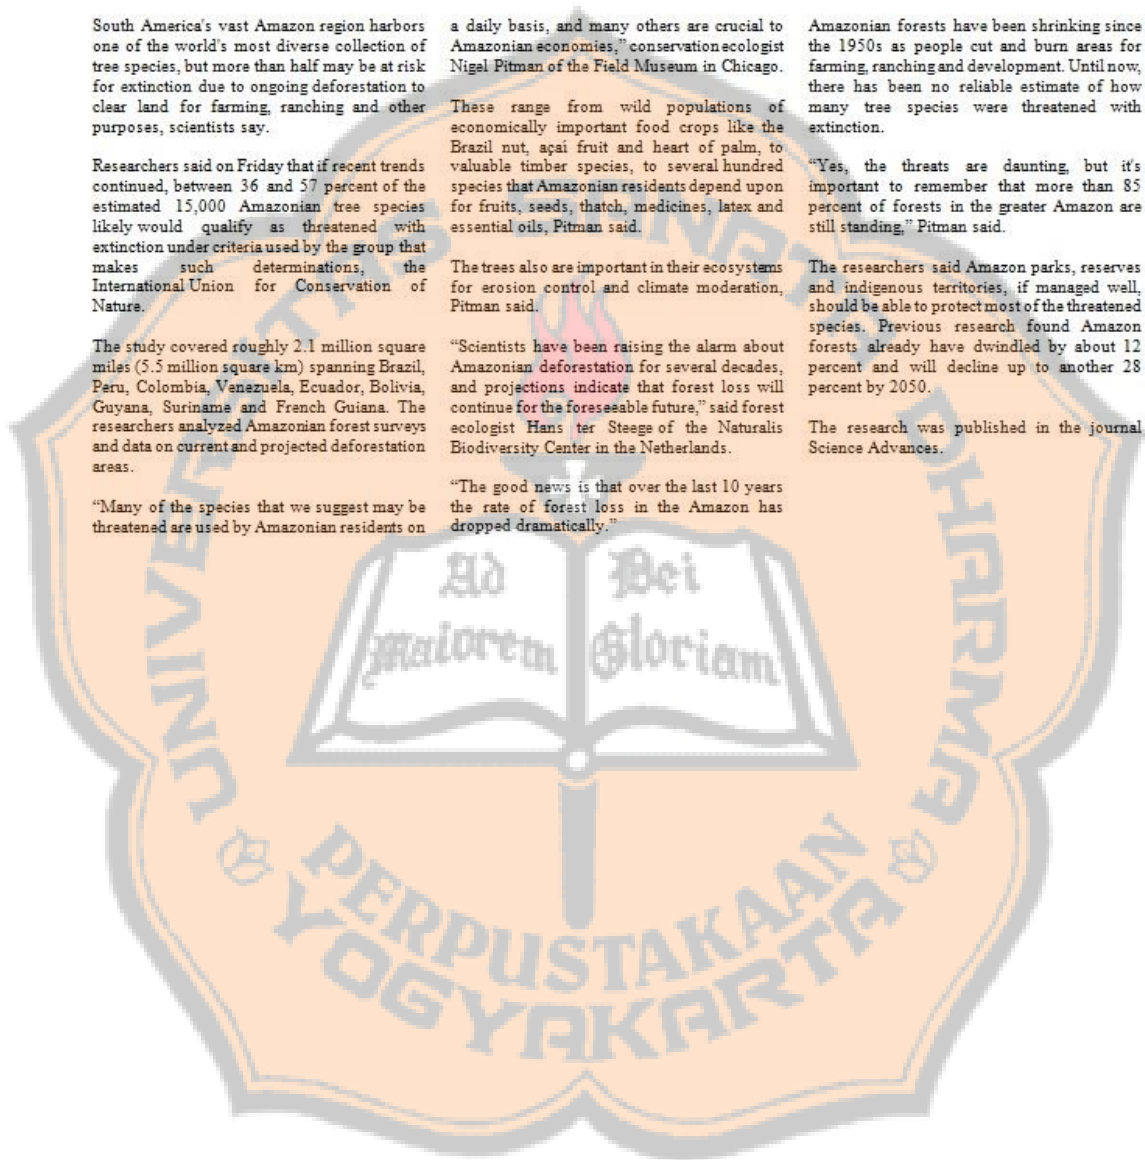 South America's vast Amazon region harbors
one of the world's most diverse collection of
tree species, but more than half may be at risk
for extinction due to ongoing deforestation to
clear land for farming, ranching and other
purposes, scientists say.
Researchers said on Friday that if recent trends
continued, between 36 and 57 percent of the
estimated 15,000 Amazonian tree species
likely would qualify as threatened with
extinction under criteria used by the group that
makes such determinations, the
International Union for Conservation of
Nature.
The study covered roughly 2.1 million square
miles (5.5 million square km) spanning Brazil,
Peru, Colombia, Venezuela, Ecuador, Bolivia,
Guyana, Suriname and French Guiana. The
researchers analyzed Amazonian forest surveys
and data on current and projected deforestation
areas.
“Many of the species that we suggest may be
threatened are used by Amazonian residents on
a daily basis, and many others are crucial to
Amazonian economies,” conservation ecologist
Nigel Pitman of the Field Museum in Chicago.
These range from wild populations of
economically important food crops like the
Brazil nut, açaí fruit and heart of palm, to
valuable timber species, to several hundred
species that Amazonian residents depend upon
for fruits, seeds, thatch, medicines, latex and
essential oils, Pitman said.
The trees also are important in their ecosystems
for erosion control and climate moderation,
Pitman said.
“Scientists have been raising the alarm about
Amazonian deforestation for several decades,
and projections indicate that forest loss will
continue for the foreseeable future,” said forest
ecologist Hans ter Steege of the Naturalis
Biodiversity Center in the Netherlands.
“The good news is that over the last 10 years
the rate of forest loss in the Amazon has
dropped dramatically.”
Amazonian forests have been shrinking since
the 1950s as people cut and burn areas for
farming, ranching and development. Until now,
there has been no reliable estimate of how
many tree species were threatened with
extinction.
“Yes, the threats are daunting, but it's
important to remember that more than 85
percent of forests in the greater Amazon are
still standing,” Pitman said.
The researchers said Amazon parks, reserves
and indigenous territories, if managed well,
should be able to protect most of the threatened
species. Previous research found Amazon
forests already have dwindled by about 12
percent and will decline up to another 28
percent by 2050.
The research was published in the journal
Science Advances.
UNIVERSITAS SANATA DHARMA
Ad Dei
maiorem Gloriam
PERPUSTAKAAN
YOGYAKARTA